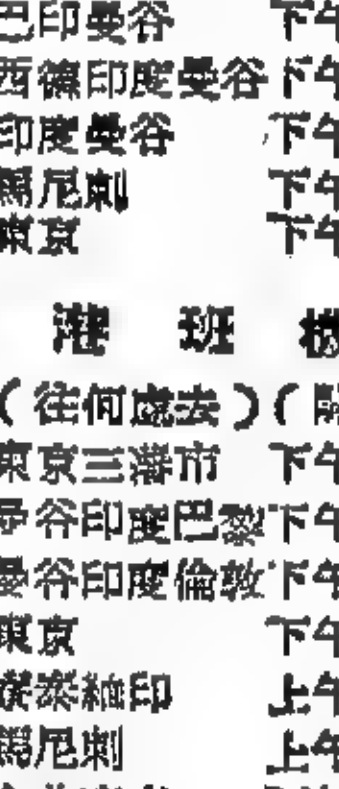 巴印曼谷 下午
西德印度曼谷 下午
印度曼谷 下午
馬尼剌 下午
東京 下午
港 班 機
(往何處去)(
東京三藩市 下午
曼谷印度巴黎 下午
曼谷印度倫敦 下午
東京 下午
印 上午
馬尼剌 上午